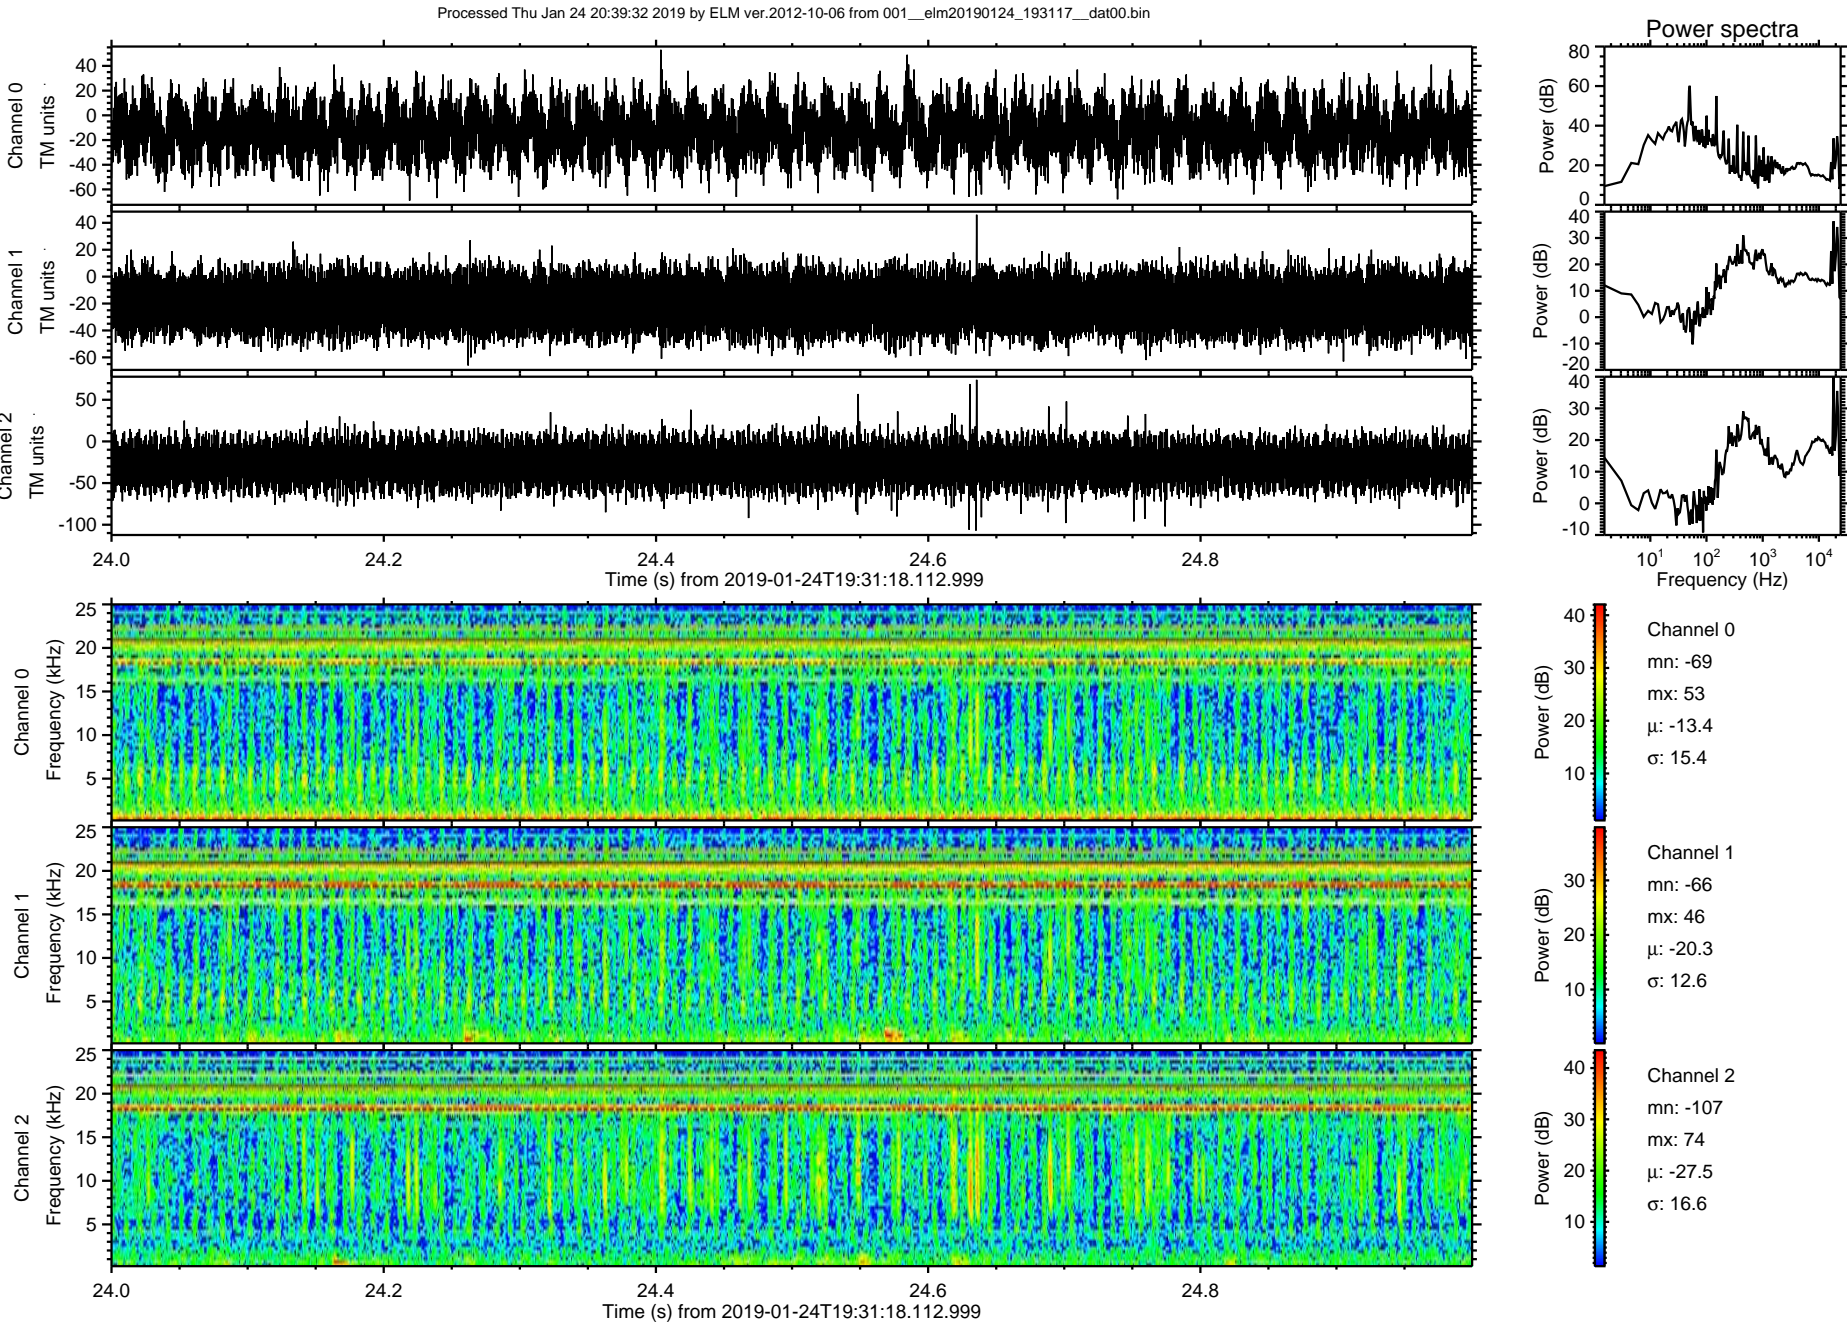 Processed Thu Jan 24 20:39:32 2019 by ELM ver.2012-10-06 from 001__elm20190124_193117__dat00.bin
Power spectra
Channel 0
TM units
40
20
0
-20
-40
-60
Power (dB)
80
60
40
20
0
Channel 1
TM units
40
20
0
-20
-40
-60
Power (dB)
40
30
20
10
0
-10
-20
Channel 2
TM units
50
0
-50
-100
Power (dB)
40
30
20
10
0
-10
24.0 24.2 24.4 24.6 24.8
Time (s) from 2019-01-24T19:31:18.112.999
10^1 10^2 10^3 10^4
Frequency (Hz)
Channel 0
Frequency (kHz)
25
20
15
10
5
Power (dB)
40
30
20
10
Channel 0
mn: -69
mx: 53
μ: -13.4
σ: 15.4
Channel 1
Frequency (kHz)
25
20
15
10
5
Power (dB)
30
20
10
Channel 1
mn: -66
mx: 46
μ: -20.3
σ: 12.6
Channel 2
Frequency (kHz)
25
20
15
10
5
Power (dB)
40
30
20
10
Channel 2
mn: -107
mx: 74
μ: -27.5
σ: 16.6
24.0 24.2 24.4 24.6 24.8
Time (s) from 2019-01-24T19:31:18.112.999